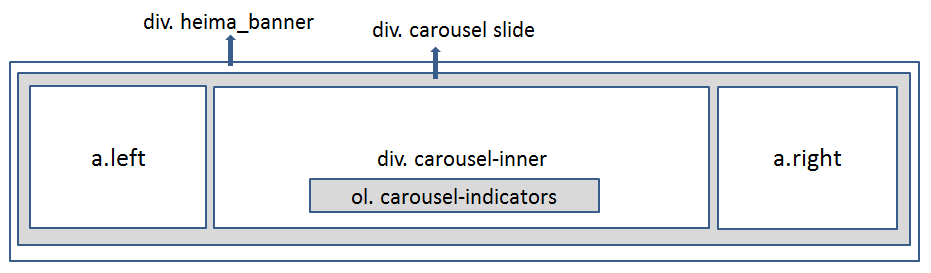 div. heima_banner
div. carousel slide
a.left
div. carousel-inner
a.right
ol. carousel-indicators